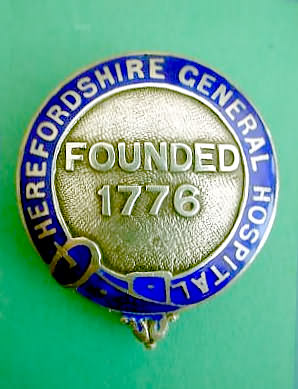 HEREFORDSHIRE GENERAL HOSPITAL
FOUNDED
1776